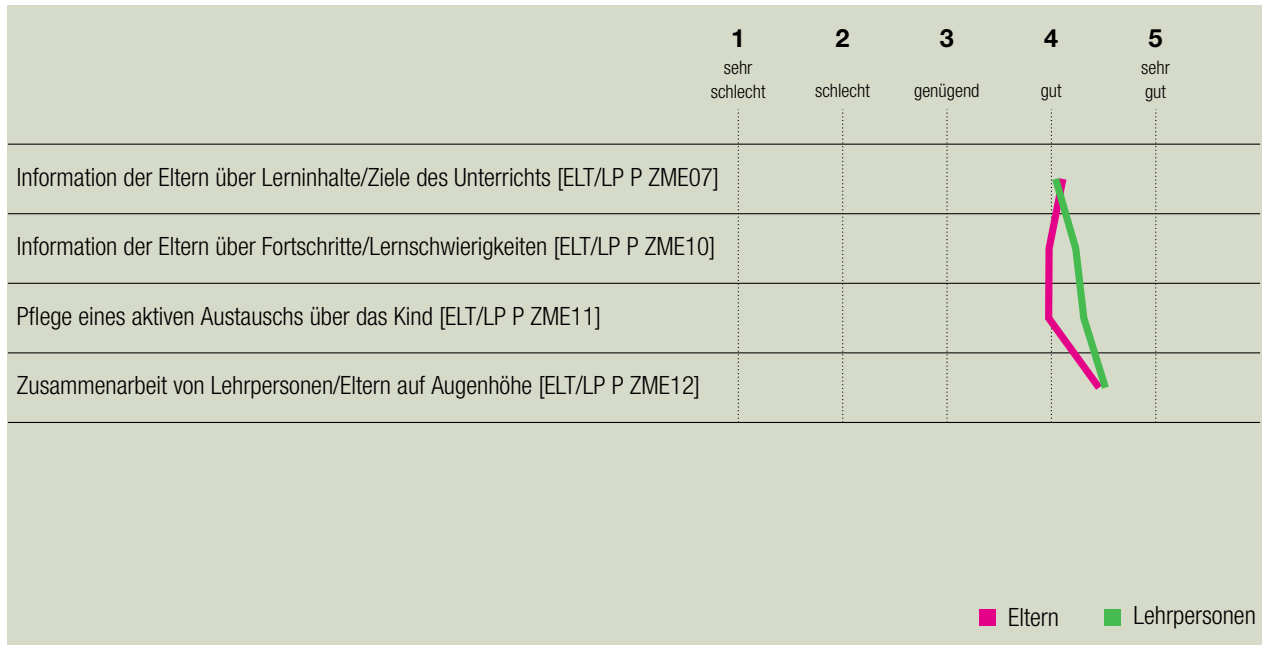 1 2 3 4 5
sehr schlecht schlecht genügend gut sehr gut
Information der Eltern über Lerninhalte/Ziele des Unterrichts [ELT/LP P ZME07]
Information der Eltern über Fortschritte/Lernschwierigkeiten [ELT/LP P ZME10]
Pflege eines aktiven Austauschs über das Kind [ELT/LP P ZME11]
Zusammenarbeit von Lehrpersonen/Eltern auf Augenhöhe [ELT/LP P ZME12]
Eltern Lehrpersonen